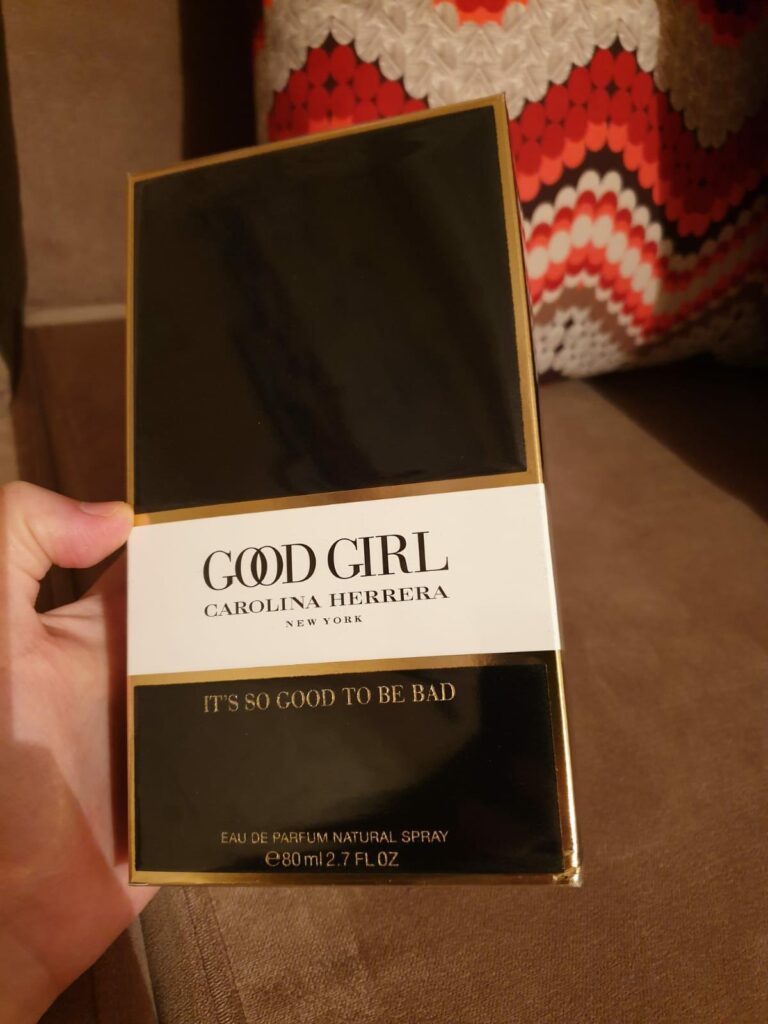 GOOD GIRL
CAROLINA HERRERA
NEW YORK
IT'S SO GOOD TO BE BAD
EAU DE PARFUM NATURAL SPRAY
℮80 ml 2.7 FL OZ